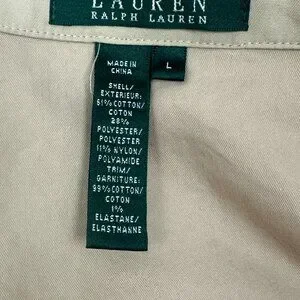 LAUREN
RALPH LAUREN
MADE IN
CHINA
L
SHELL/
EXTERIEUR:
61% COTTON/
COTON
28%
POLYESTER/
POLYESTER
11% NYLON/
POLYAMIDE
TRIM/
GARNITURE:
99% COTTON/
COTON
1%
ELASTANE/
ELASTHANNE